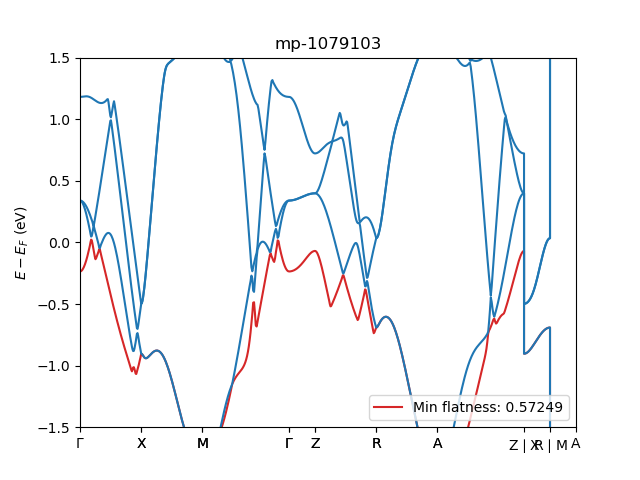 mp-1079103
E − E_F (eV)
1.5
1.0
0.5
0.0
−0.5
−1.0
−1.5
Min flatness: 0.57249
Γ X M Γ Z R A Z | X R | M A